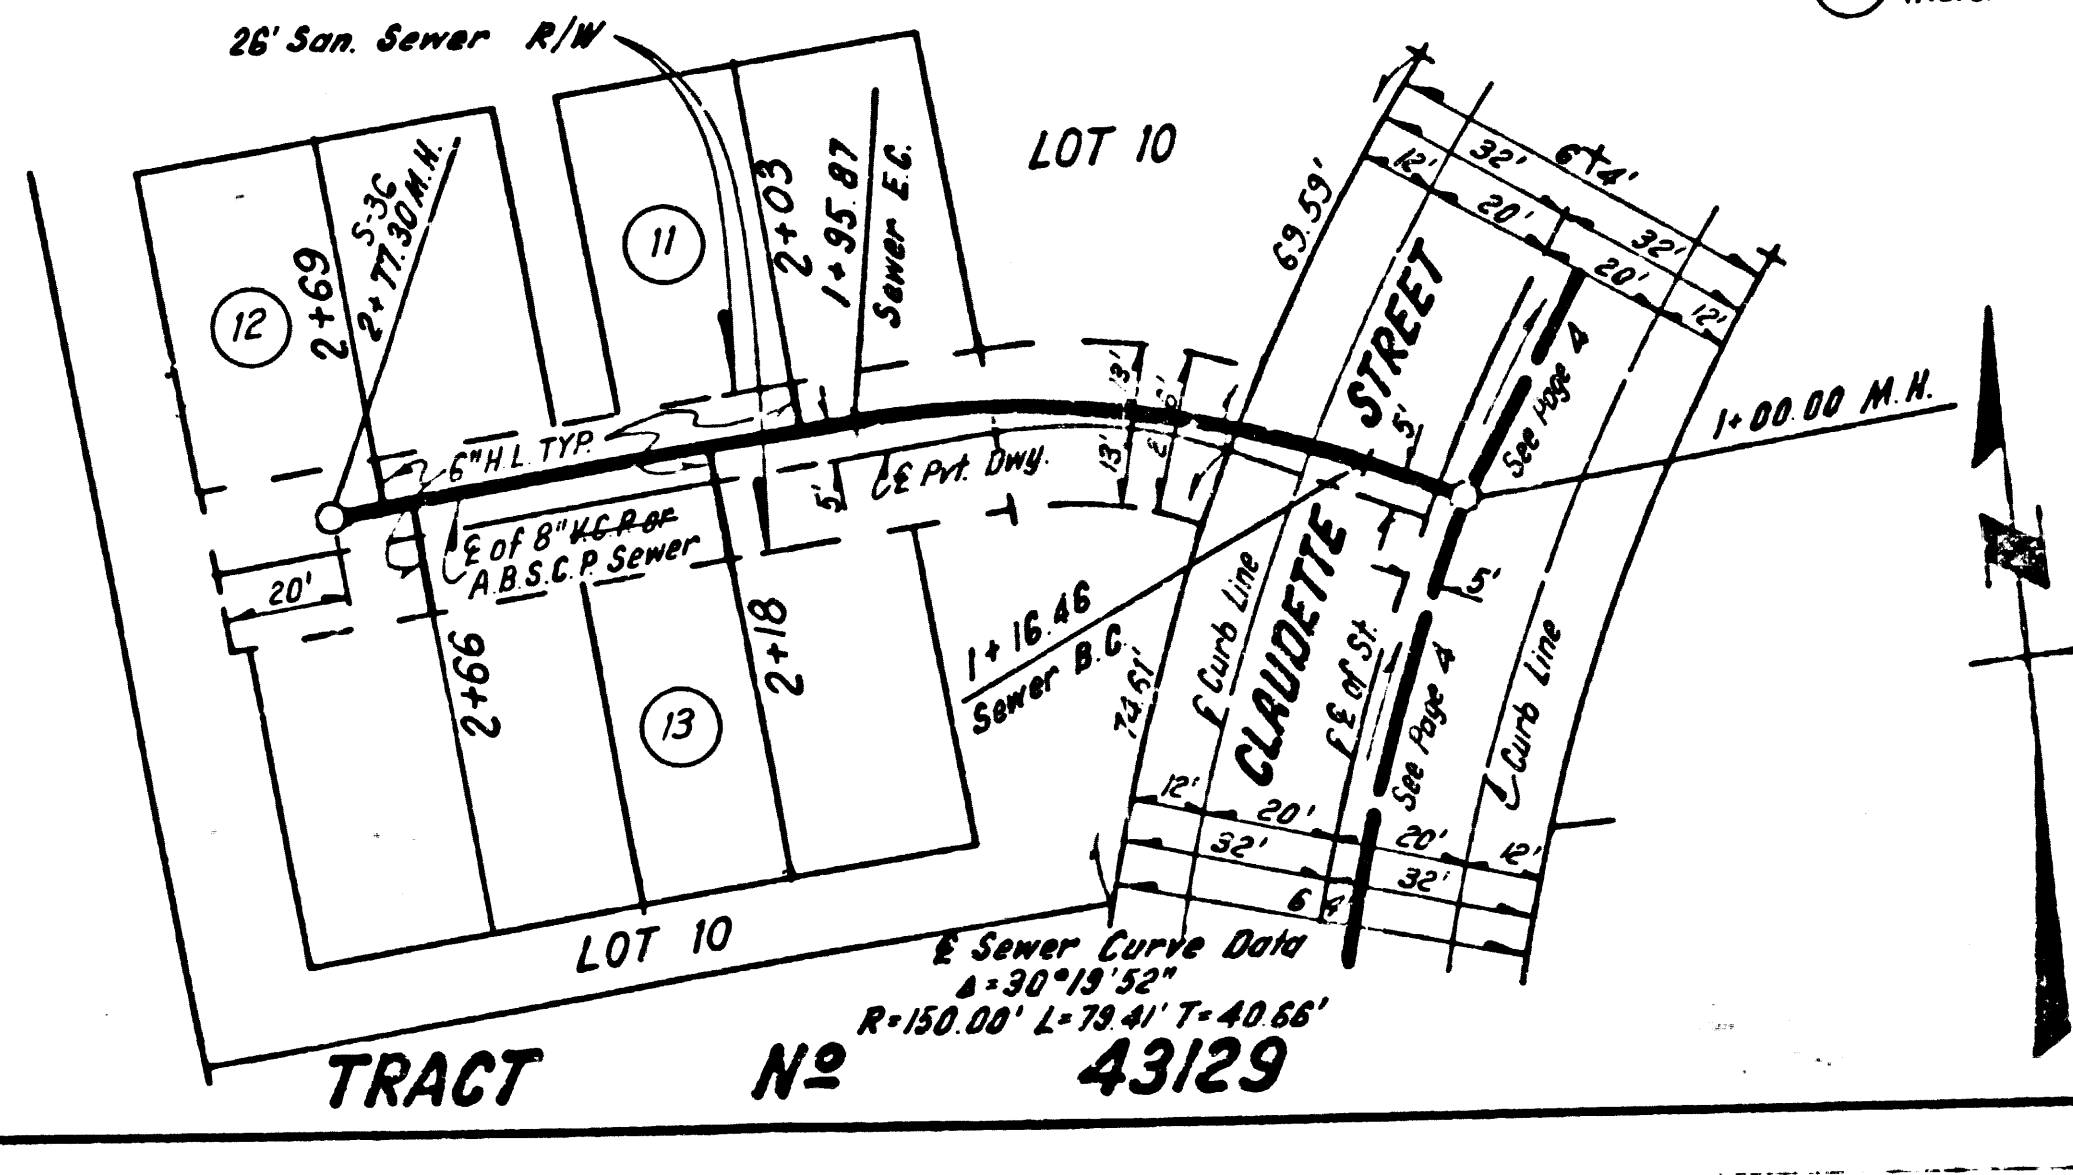 26' San. Sewer R/W
LOT 10
12
2+69
S-36
2+77.30 M.H.
11
2+03
1+95.87
Sewer E.C.
69.59'
12'
32'
64'
20'
32'
20'
12'
STREET
5'
See Page 4
1+00.00 M.H.
6" H.L. TYP.
13'
13'
5'
℄ Pvt. Dwy.
℄ of 8" V.C.P. or
A.B.S.C.P. Sewer
20'
2+66
13
2+18
1+16.46
Sewer B.C.
74.61'
Curb Line
CLAUDETTE
℄ of St.
See Page 4
5'
Curb Line
12'
20'
20'
12'
32'
32'
64'
LOT 10
℄ Sewer Curve Data
Δ=30°19'52"
R=150.00' L=79.41' T=40.66'
TRACT Nº 43129